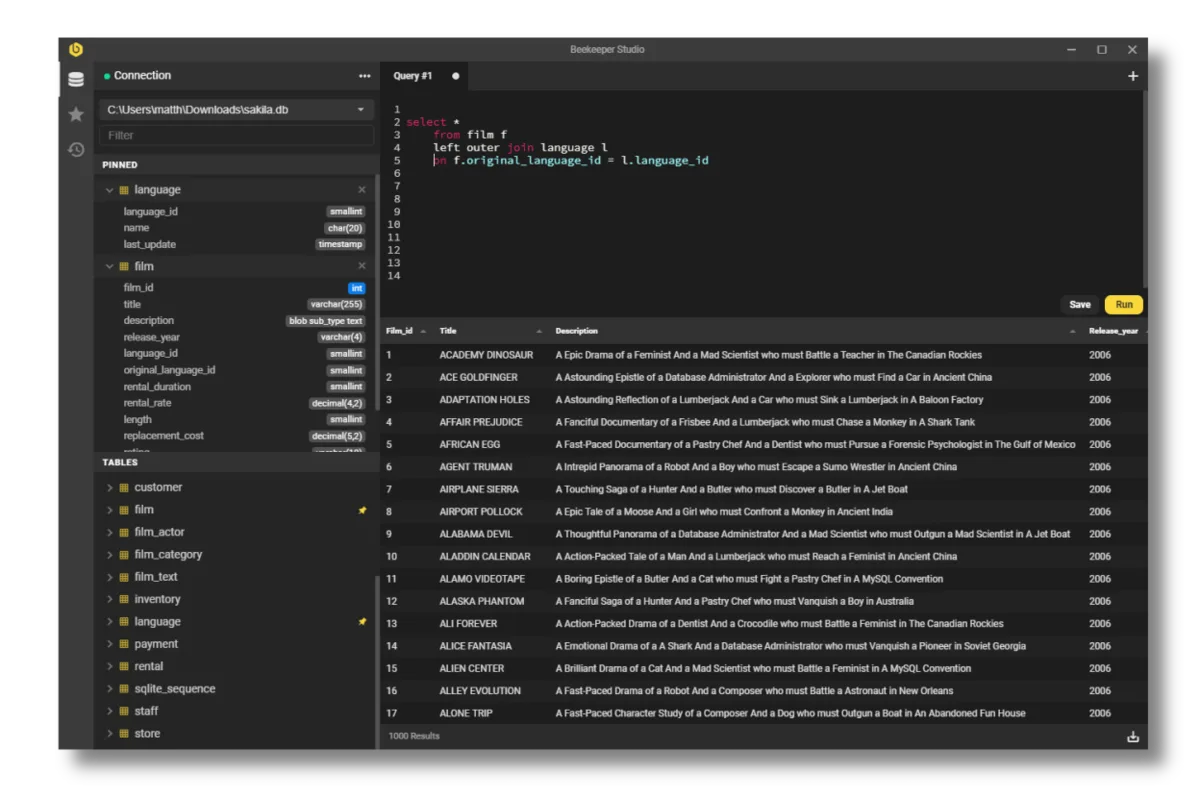 Beekeeper Studio
Connection
C:\Users\matth\Downloads\sakila.db
Filter
PINNED
language
language_id smallint
name char(20)
last_update timestamp
film
film_id int
title varchar(255)
description blob sub_type text
release_year varchar(4)
language_id smallint
original_language_id smallint
rental_duration smallint
rental_rate decimal(4,2)
length smallint
replacement_cost decimal(5,2)
TABLES
customer
film
film_actor
film_category
film_text
inventory
language
payment
rental
sqlite_sequence
staff
store
Query #1
1
2 select *
3 from film f
4 left outer join language l
5 on f.original_language_id = l.language_id
6
7
8
9
10
11
12
13
14
Save Run
Film_id Title Description Release_year
1 ACADEMY DINOSAUR A Epic Drama of a Feminist And a Mad Scientist who must Battle a Teacher in The Canadian Rockies 2006
2 ACE GOLDFINGER A Astounding Epistle of a Database Administrator And a Explorer who must Find a Car in Ancient China 2006
3 ADAPTATION HOLES A Astounding Reflection of a Lumberjack And a Car who must Sink a Lumberjack in A Baloon Factory 2006
4 AFFAIR PREJUDICE A Fanciful Documentary of a Frisbee And a Lumberjack who must Chase a Monkey in A Shark Tank 2006
5 AFRICAN EGG A Fast-Paced Documentary of a Pastry Chef And a Dentist who must Pursue a Forensic Psychologist in The Gulf of Mexico 2006
6 AGENT TRUMAN A Intrepid Panorama of a Robot And a Boy who must Escape a Sumo Wrestler in Ancient China 2006
7 AIRPLANE SIERRA A Touching Saga of a Hunter And a Butler who must Discover a Butler in A Jet Boat 2006
8 AIRPORT POLLOCK A Epic Tale of a Moose And a Girl who must Confront a Monkey in Ancient India 2006
9 ALABAMA DEVIL A Thoughtful Panorama of a Database Administrator And a Mad Scientist who must Outgun a Mad Scientist in A Jet Boat 2006
10 ALADDIN CALENDAR A Action-Packed Tale of a Man And a Lumberjack who must Reach a Feminist in Ancient China 2006
11 ALAMO VIDEOTAPE A Boring Epistle of a Butler And a Cat who must Fight a Pastry Chef in A MySQL Convention 2006
12 ALASKA PHANTOM A Fanciful Saga of a Hunter And a Pastry Chef who must Vanquish a Boy in Australia 2006
13 ALI FOREVER A Action-Packed Drama of a Dentist And a Crocodile who must Battle a Feminist in The Canadian Rockies 2006
14 ALICE FANTASIA A Emotional Drama of a A Shark And a Database Administrator who must Vanquish a Pioneer in Soviet Georgia 2006
15 ALIEN CENTER A Brilliant Drama of a Cat And a Mad Scientist who must Battle a Feminist in A MySQL Convention 2006
16 ALLEY EVOLUTION A Fast-Paced Drama of a Robot And a Composer who must Battle a Astronaut in New Orleans 2006
17 ALONE TRIP A Fast-Paced Character Study of a Composer And a Dog who must Outgun a Boat in An Abandoned Fun House 2006
1000 Results